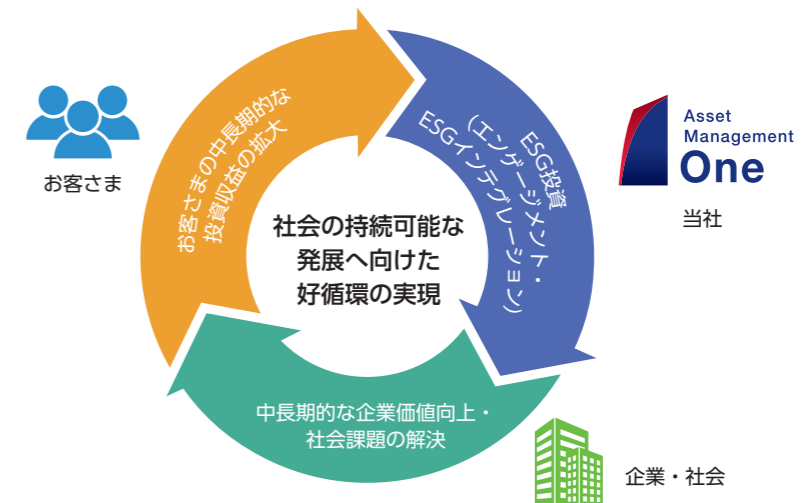 お客さまの中長期的な
投資収益の拡大
お客さま
ESG投資
(エンゲージメント・
ESGインテグレーション)
Asset
Management
One
当社
社会の持続可能な
発展へ向けた
好循環の実現
中長期的な企業価値向上・
社会課題の解決
企業・社会